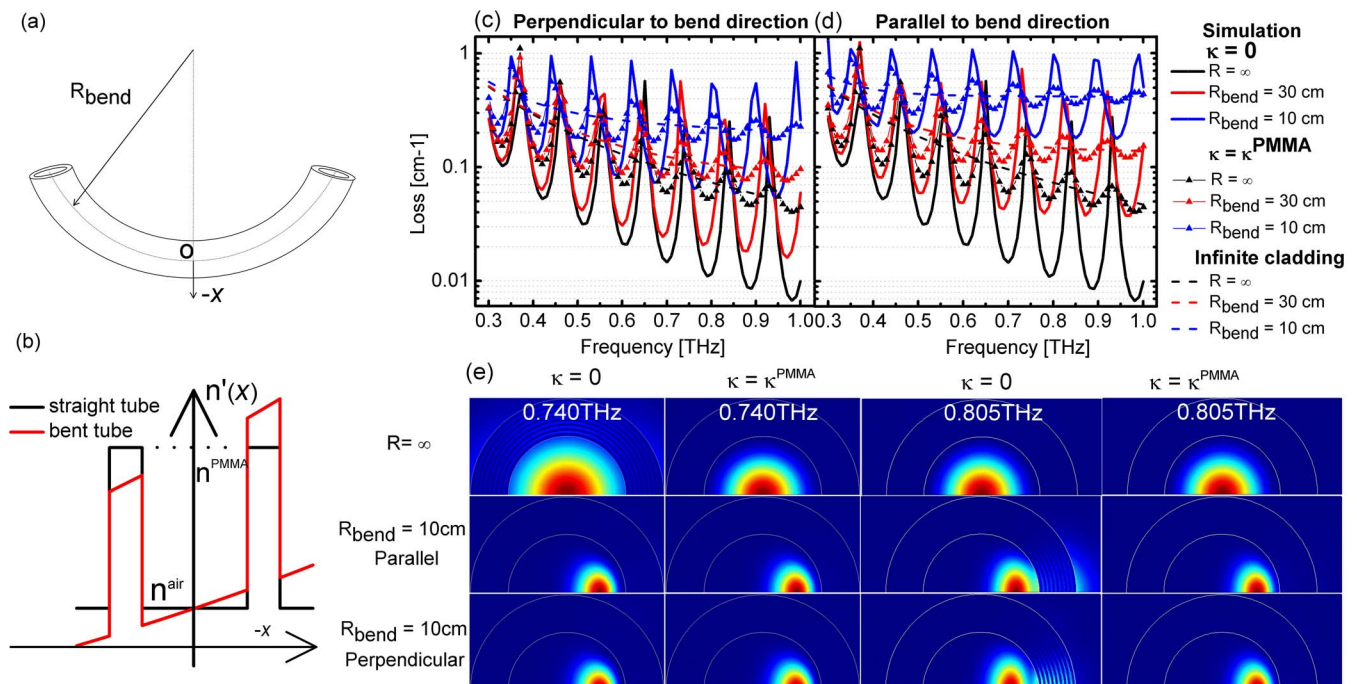 (a)
R bend
O
-x
(b)
n'(x)
straight tube
bent tube
n PMMA
n air
-x
(c) Perpendicular to bend direction
Loss [cm-1]
1
0.1
0.01
0.3 0.4 0.5 0.6 0.7 0.8 0.9 1.0
Frequency [THz]
(d) Parallel to bend direction
0.3 0.4 0.5 0.6 0.7 0.8 0.9 1.0
Frequency [THz]
Simulation
κ = 0
R = ∞
Rbend = 30 cm
Rbend = 10 cm
κ = κPMMA
R = ∞
Rbend = 30 cm
Rbend = 10 cm
Infinite cladding
R = ∞
Rbend = 30 cm
Rbend = 10 cm
(e)
κ = 0 κ = κPMMA κ = 0 κ = κPMMA
0.740THz 0.740THz 0.805THz 0.805THz
R= ∞
Rbend = 10cm
Parallel
Rbend = 10cm
Perpendicular